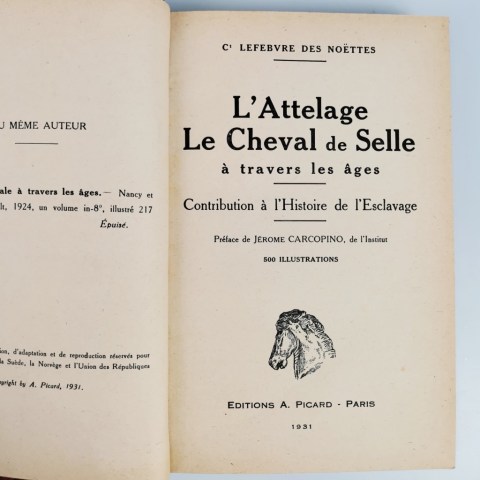 U MÊME AUTEUR
ale à travers les âges. — Nancy et
lt, 1924, un volume in-8°, illustré 217
Épuisé.
ion, d'adaptation et de reproduction réservés pour
la Suède, la Norvège et l'Union des Républiques
pyright by A. Picard, 1931.
Ct LEFEBVRE DES NOËTTES
L'Attelage
Le Cheval de Selle
à travers les âges
Contribution à l'Histoire de l'Esclavage
Préface de JÉROME CARCOPINO, de l'Institut
500 ILLUSTRATIONS
EDITIONS A. PICARD - PARIS
1931